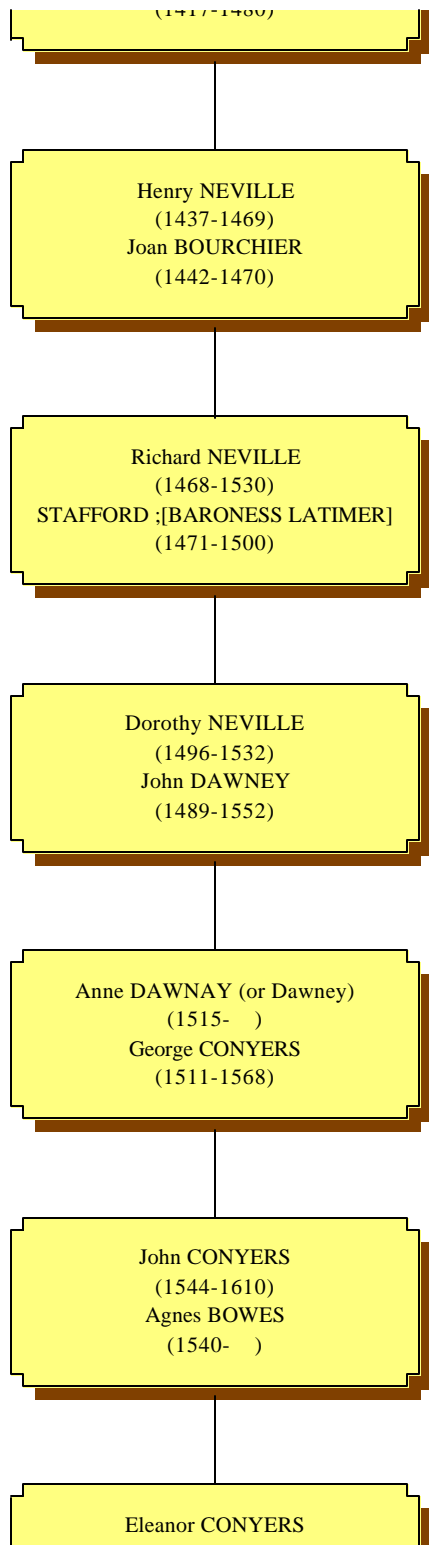 (1417-1480)
Henry NEVILLE
(1437-1469)
Joan BOURCHIER
(1442-1470)
Richard NEVILLE
(1468-1530)
STAFFORD ;[BARONESS LATIMER]
(1471-1500)
Dorothy NEVILLE
(1496-1532)
John DAWNEY
(1489-1552)
Anne DAWNAY (or Dawney)
(1515- )
George CONYERS
(1511-1568)
John CONYERS
(1544-1610)
Agnes BOWES
(1540- )
Eleanor CONYERS